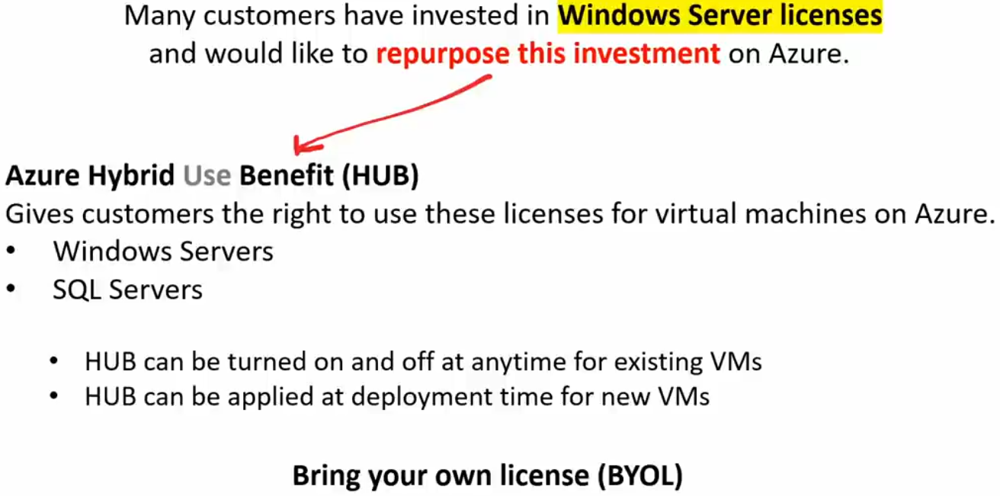 Many customers have invested in Windows Server licenses
and would like to repurpose this investment on Azure.
Azure Hybrid Use Benefit (HUB)
Gives customers the right to use these licenses for virtual machines on Azure.
• Windows Servers
• SQL Servers
• HUB can be turned on and off at anytime for existing VMs
• HUB can be applied at deployment time for new VMs
Bring your own license (BYOL)